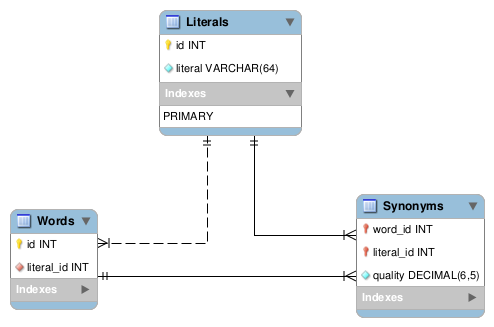 Literals
id INT
literal VARCHAR(64)
Indexes
PRIMARY
Words
id INT
literal_id INT
Indexes
Synonyms
word_id INT
literal_id INT
quality DECIMAL(6,5)
Indexes